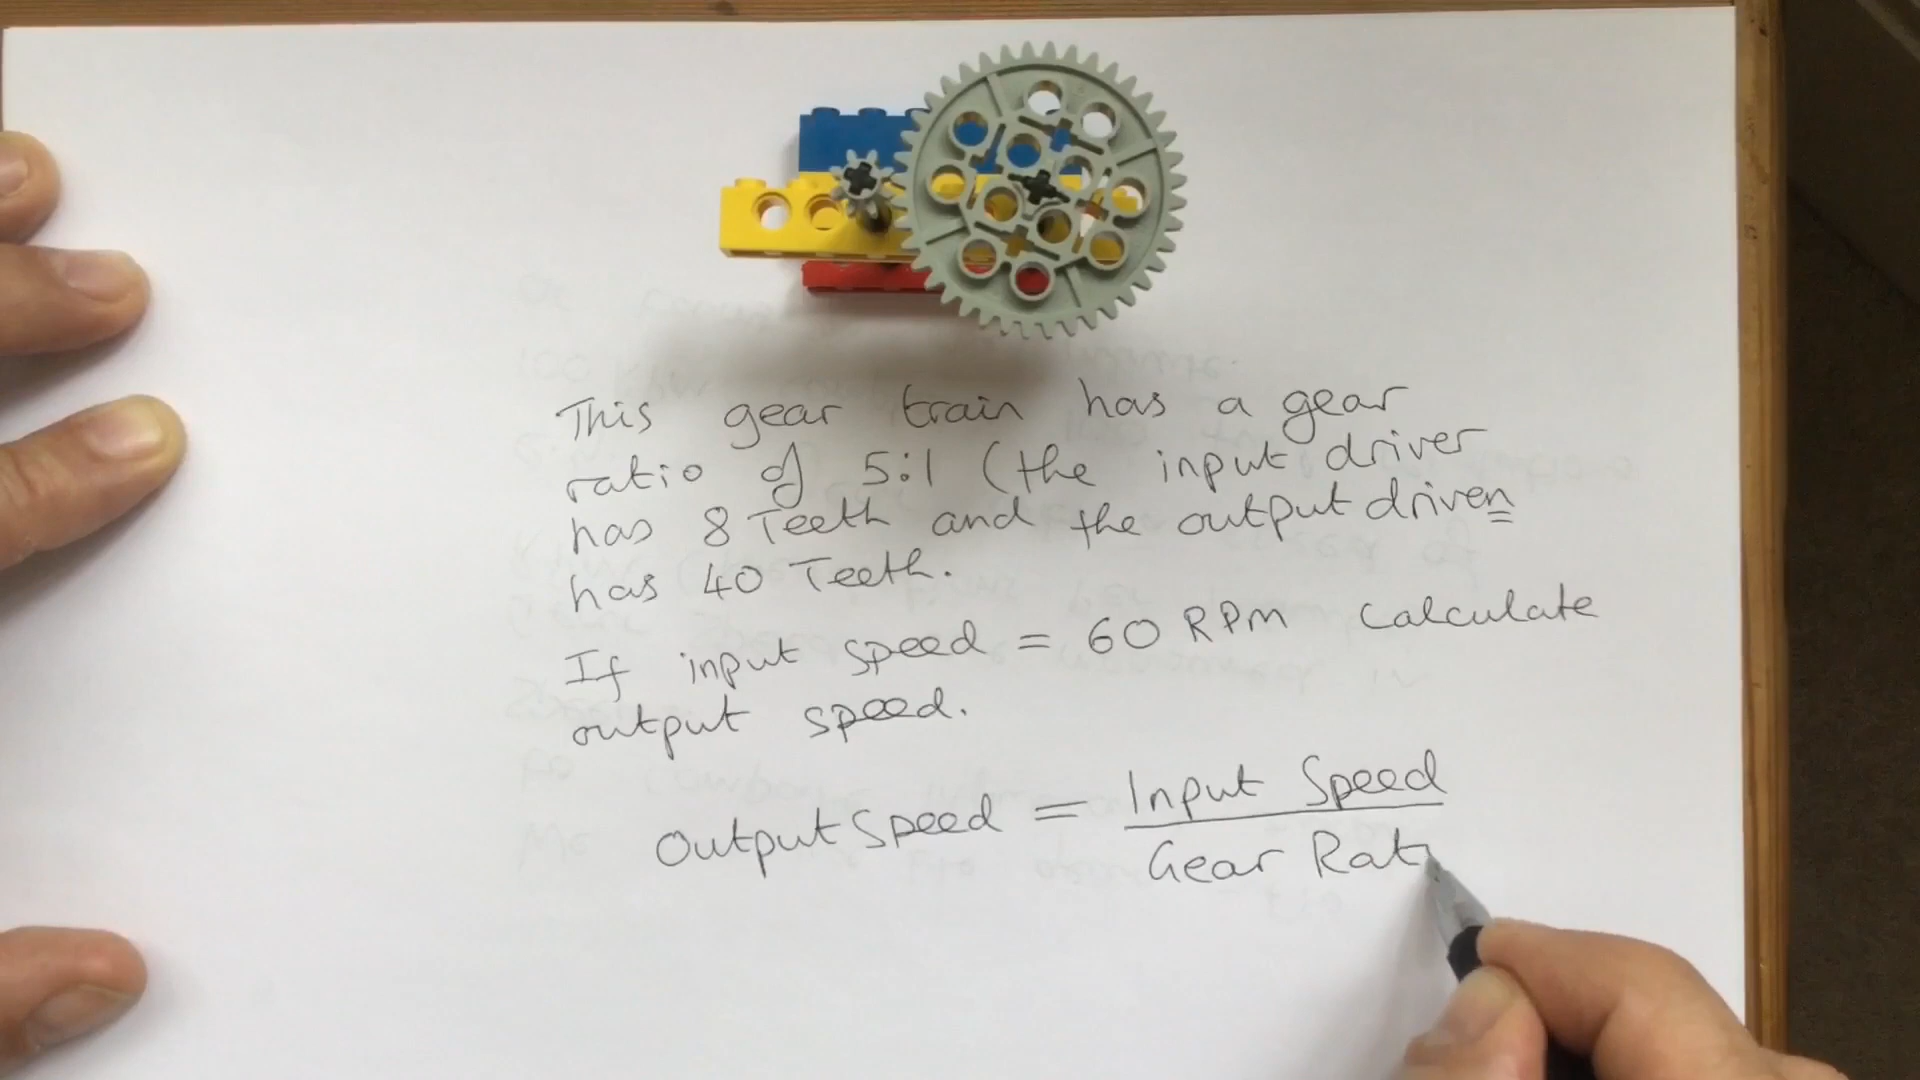 This gear train has a gear
ratio of 5:1 (the input driver
has 8 Teeth and the output driven
has 40 Teeth.
If input speed = 60 RPM calculate
output speed.
Output Speed = Input Speed
Gear Rat